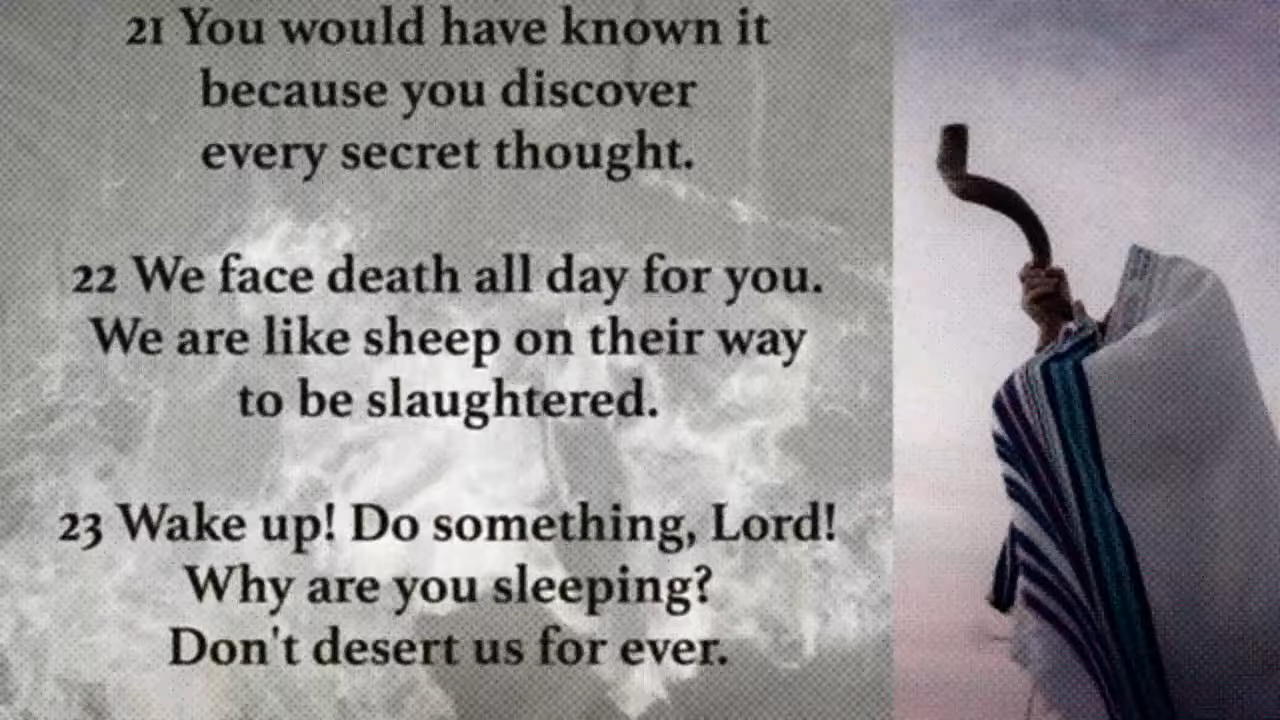 21 You would have known it
because you discover
every secret thought.
22 We face death all day for you.
We are like sheep on their way
to be slaughtered.
23 Wake up! Do something, Lord!
Why are you sleeping?
Don't desert us for ever.